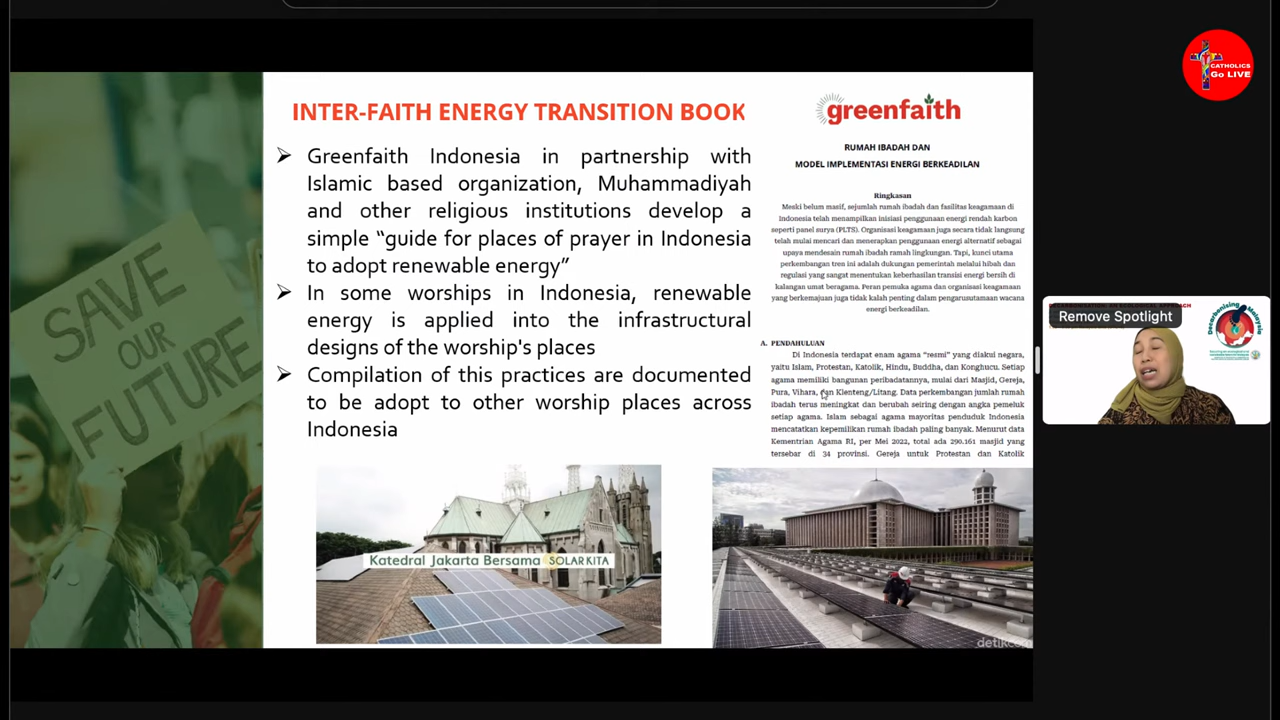 CATHOLICS
Go LIVE
SAVE
OUR
FUTURE
INTER-FAITH ENERGY TRANSITION BOOK
Greenfaith Indonesia in partnership with
Islamic based organization, Muhammadiyah
and other religious institutions develop a
simple “guide for places of prayer in Indonesia
to adopt renewable energy”
In some worships in Indonesia, renewable
energy is applied into the infrastructural
designs of the worship's places
Compilation of this practices are documented
to be adopt to other worship places across
Indonesia
greenfaith
RUMAH IBADAH DAN
MODEL IMPLEMENTASI ENERGI BERKEADILAN
Ringkasan
Meski belum masif, sejumlah rumah ibadah dan fasilitas keagamaan di
Indonesia telah menampilkan inisiasi penggunaan energi rendah karbon
seperti panel surya (PLTS). Organisasi keagamaan juga secara tidak langsung
telah mulai mencari dan menerapkan penggunaan energi alternatif sebagai
upaya mendesain rumah ibadah ramah lingkungan. Tapi, kunci utama
perkembangan tren ini adalah dukungan pemerintah melalui hibah dan
regulasi yang sangat menentukan keberhasilan transisi energi bersih di
kalangan umat beragama. Peran pemuka agama dan organisasi keagamaan
yang berkemajuan juga tidak kalah penting dalam pengarusutamaan wacana
energi berkeadilan.
A. PENDAHULUAN
Di Indonesia terdapat enam agama “resmi” yang diakui negara,
yaitu Islam, Protestan, Katolik, Hindu, Buddha, dan Konghucu. Setiap
agama memiliki bangunan peribadatannya, mulai dari Masjid, Gereja,
Pura, Vihara, dan Klenteng/Litang. Data perkembangan jumlah rumah
ibadah terus meningkat dan berubah seiring dengan angka pemeluk
setiap agama. Islam sebagai agama mayoritas penduduk Indonesia
mencatatkan kepemilikan rumah ibadah paling banyak. Menurut data
Kementrian Agama RI, per Mei 2022, total ada 290.161 masjid yang
tersebar di 34 provinsi. Gereja untuk Protestan dan Katolik
Katedral Jakarta Bersama SOLAR KITA
detikcom
Remove Spotlight
Decarbonising Malaysia